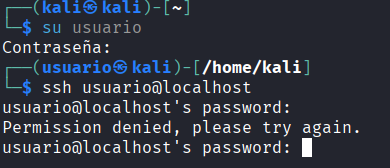 ┌──(kali㉿kali)-[~]
└─$ su usuario
Contraseña:
┌──(usuario㉿kali)-[/home/kali]
└─$ ssh usuario@localhost
usuario@localhost's password:
Permission denied, please try again.
usuario@localhost's password: